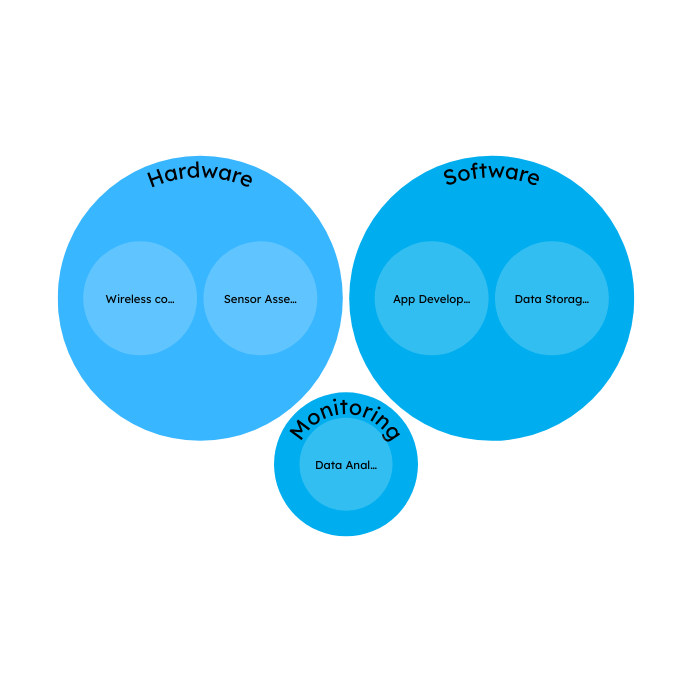 Hardware
Software
Wireless co...
Sensor Asse...
App Develop...
Data Storag...
Monitoring
Data Anal...